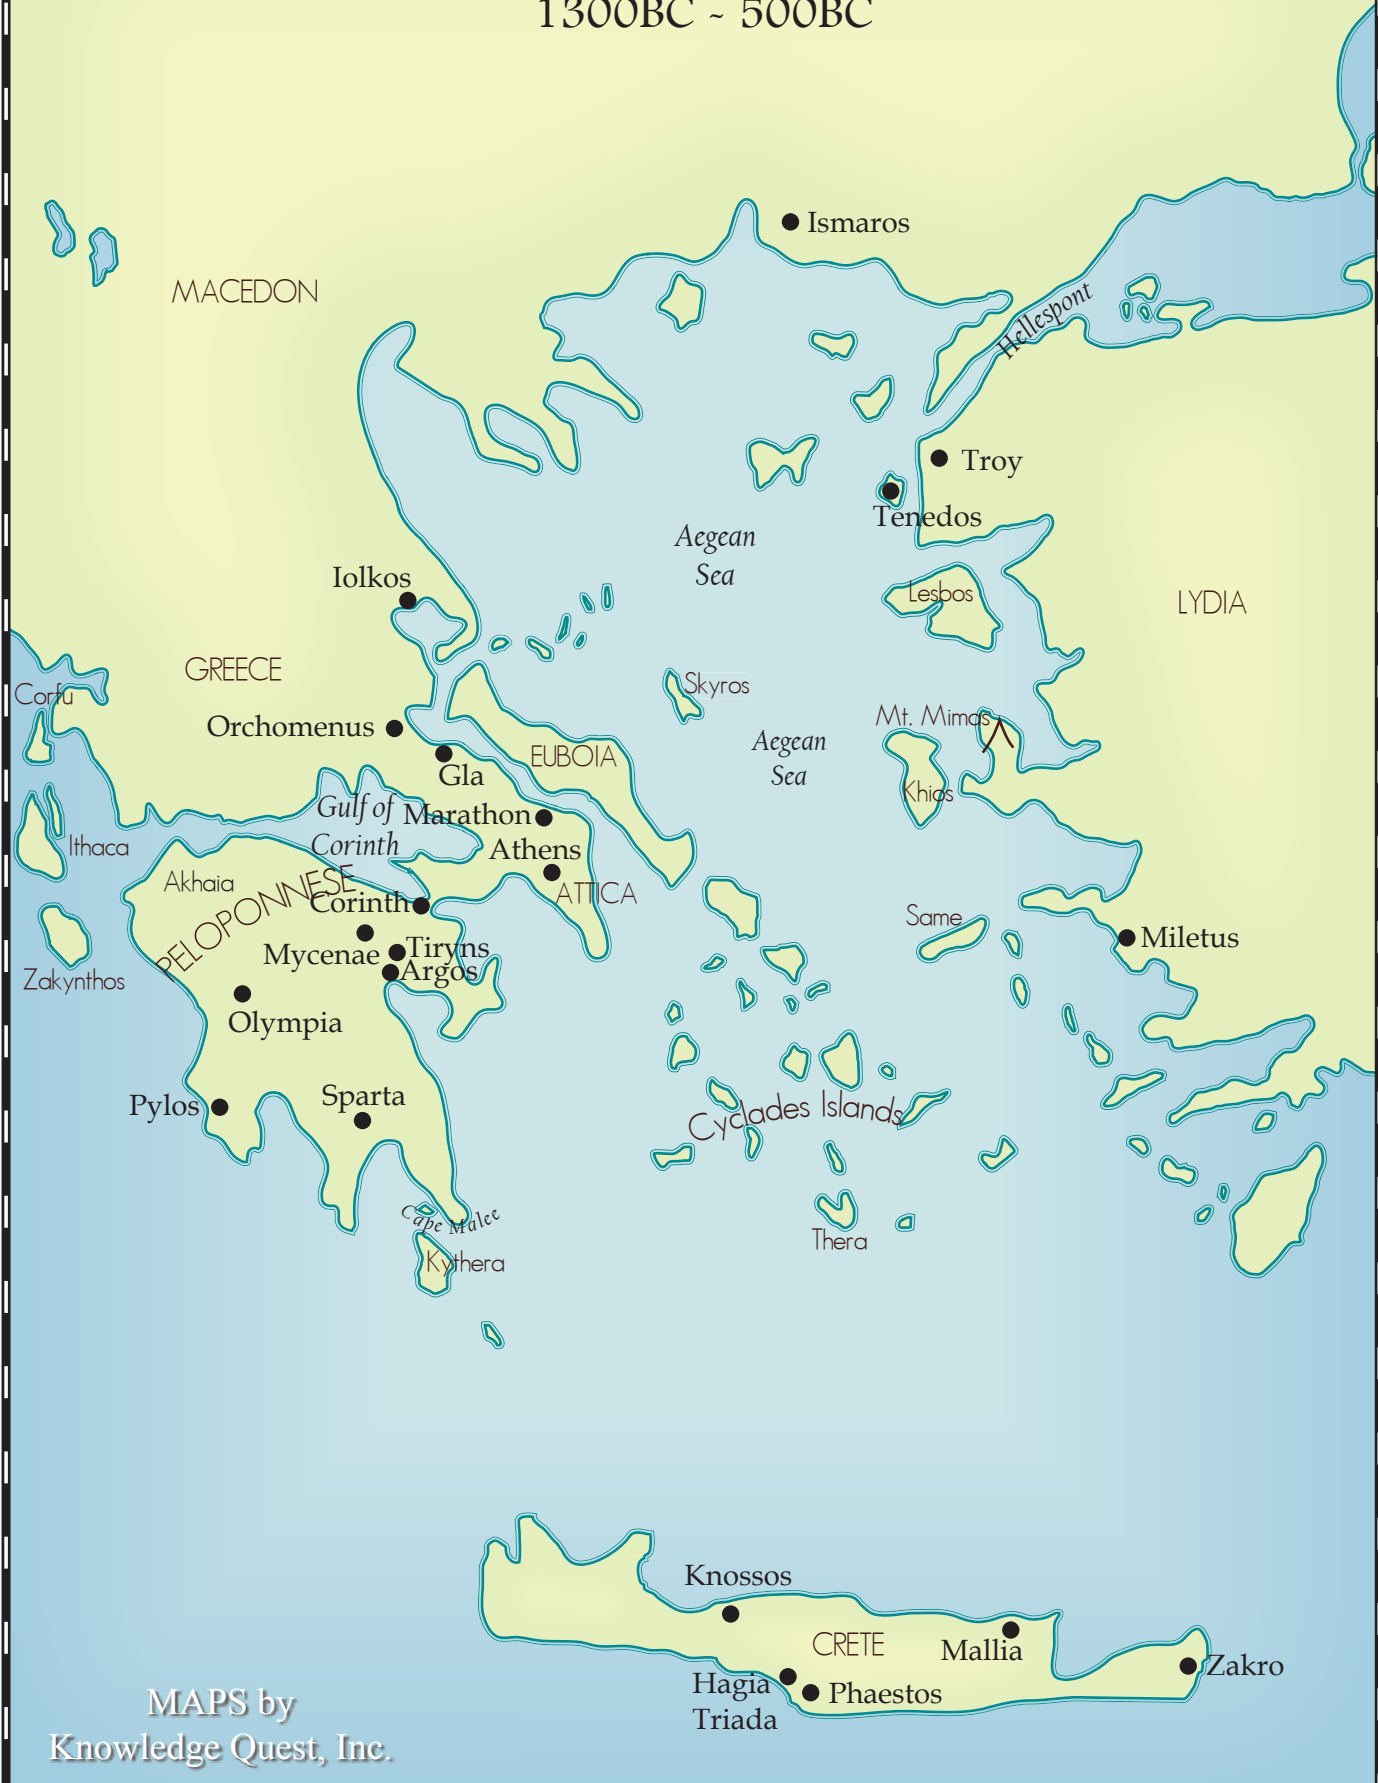 1300BC ~ 500BC
Ismaros
MACEDON
Hellespont
Troy
Tenedos
Aegean
Sea
Iolkos
Lesbos
LYDIA
GREECE
Corfu
Skyros
Orchomenus
Mt. Mimas
Aegean
Sea
EUBOIA
Gla
Khios
Gulf of
Corinth
Marathon
Ithaca
Athens
Akhaia
PELOPONNESE
ATTICA
Corinth
Same
Miletus
Mycenae
Tiryns
Argos
Zakynthos
Olympia
Sparta
Pylos
Cyclades Islands
Cape Malee
Thera
Kythera
Knossos
CRETE
Mallia
Zakro
Hagia
Triada
Phaestos
MAPS by
Knowledge Quest, Inc.